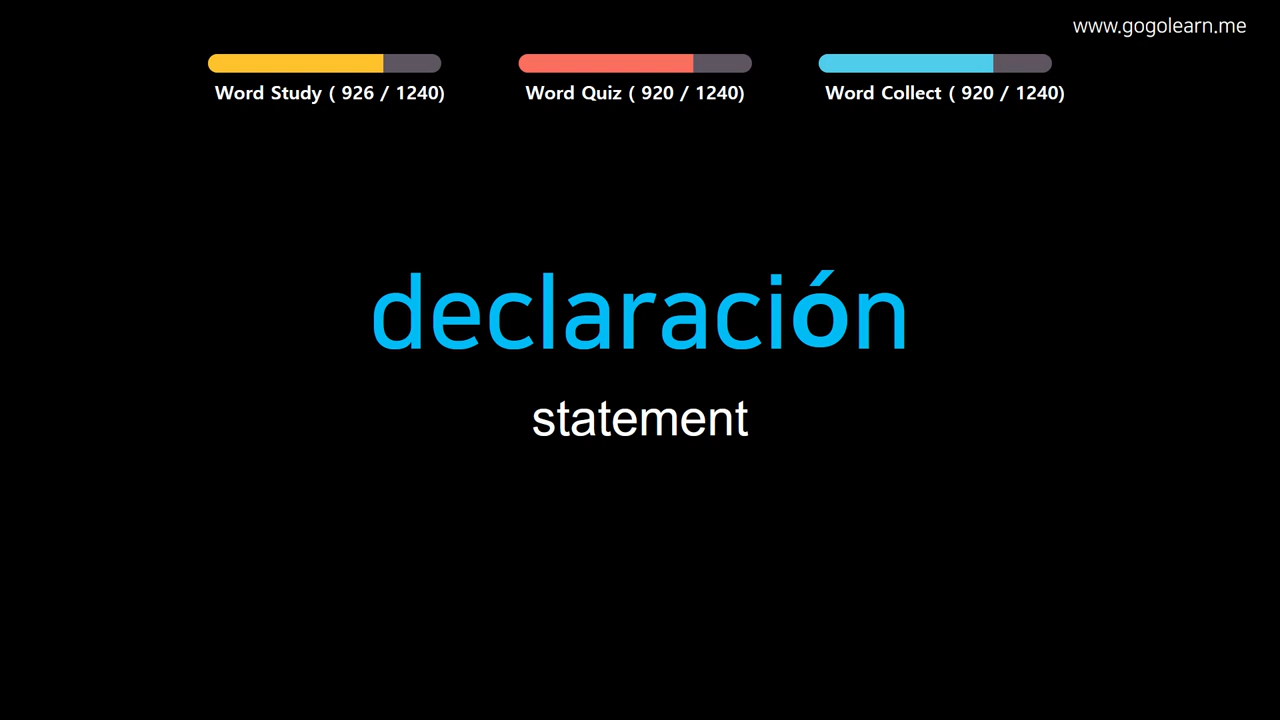 www.gogolearn.me
Word Study ( 926 / 1240)
Word Quiz ( 920 / 1240)
Word Collect ( 920 / 1240)
declaración
statement